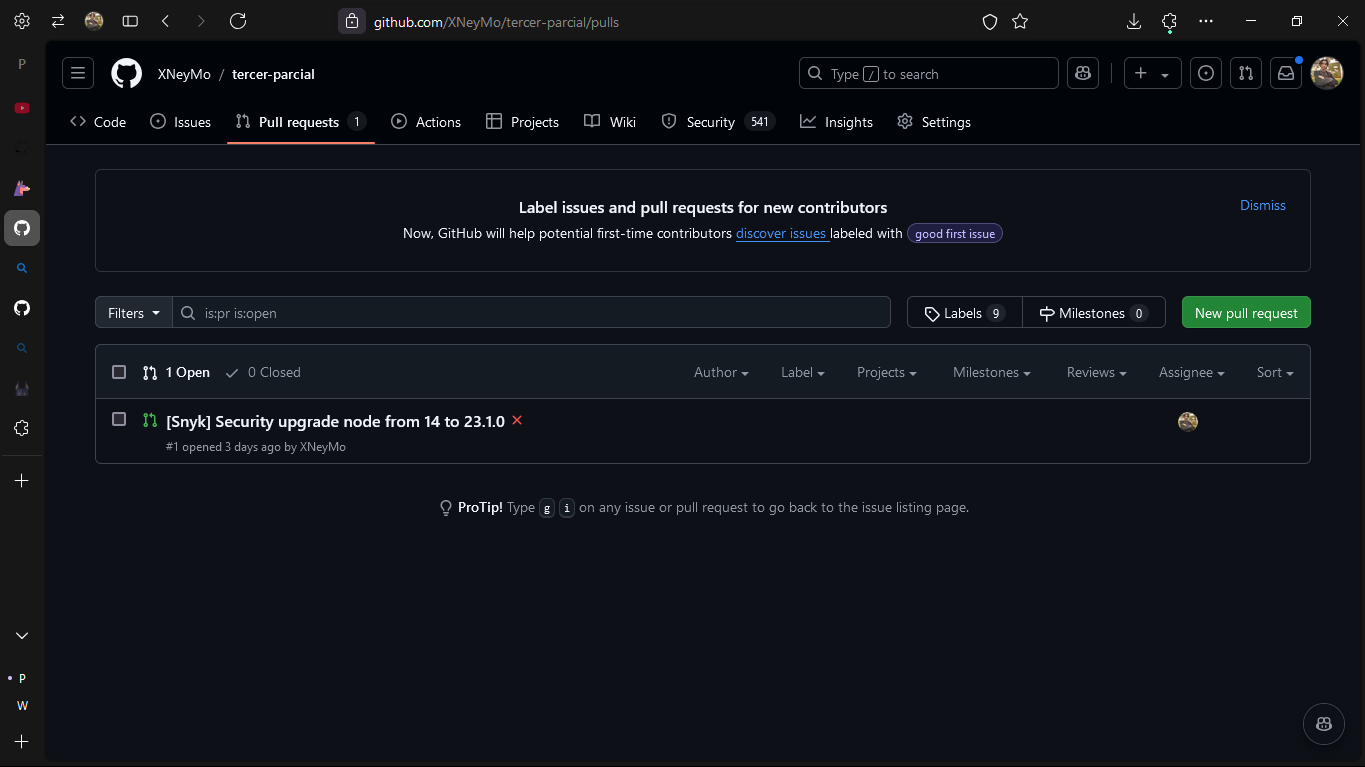 github.com/XNeyMo/tercer-parcial/pulls
P
XNeyMo / tercer-parcial
Type / to search
Code
Issues
Pull requests 1
Actions
Projects
Wiki
Security 541
Insights
Settings
Label issues and pull requests for new contributors
Dismiss
Now, GitHub will help potential first-time contributors discover issues labeled with good first issue
Filters
is:pr is:open
Labels 9
Milestones 0
New pull request
1 Open
0 Closed
Author
Label
Projects
Milestones
Reviews
Assignee
Sort
[Snyk] Security upgrade node from 14 to 23.1.0
#1 opened 3 days ago by XNeyMo
ProTip! Type g i on any issue or pull request to go back to the issue listing page.
P
W